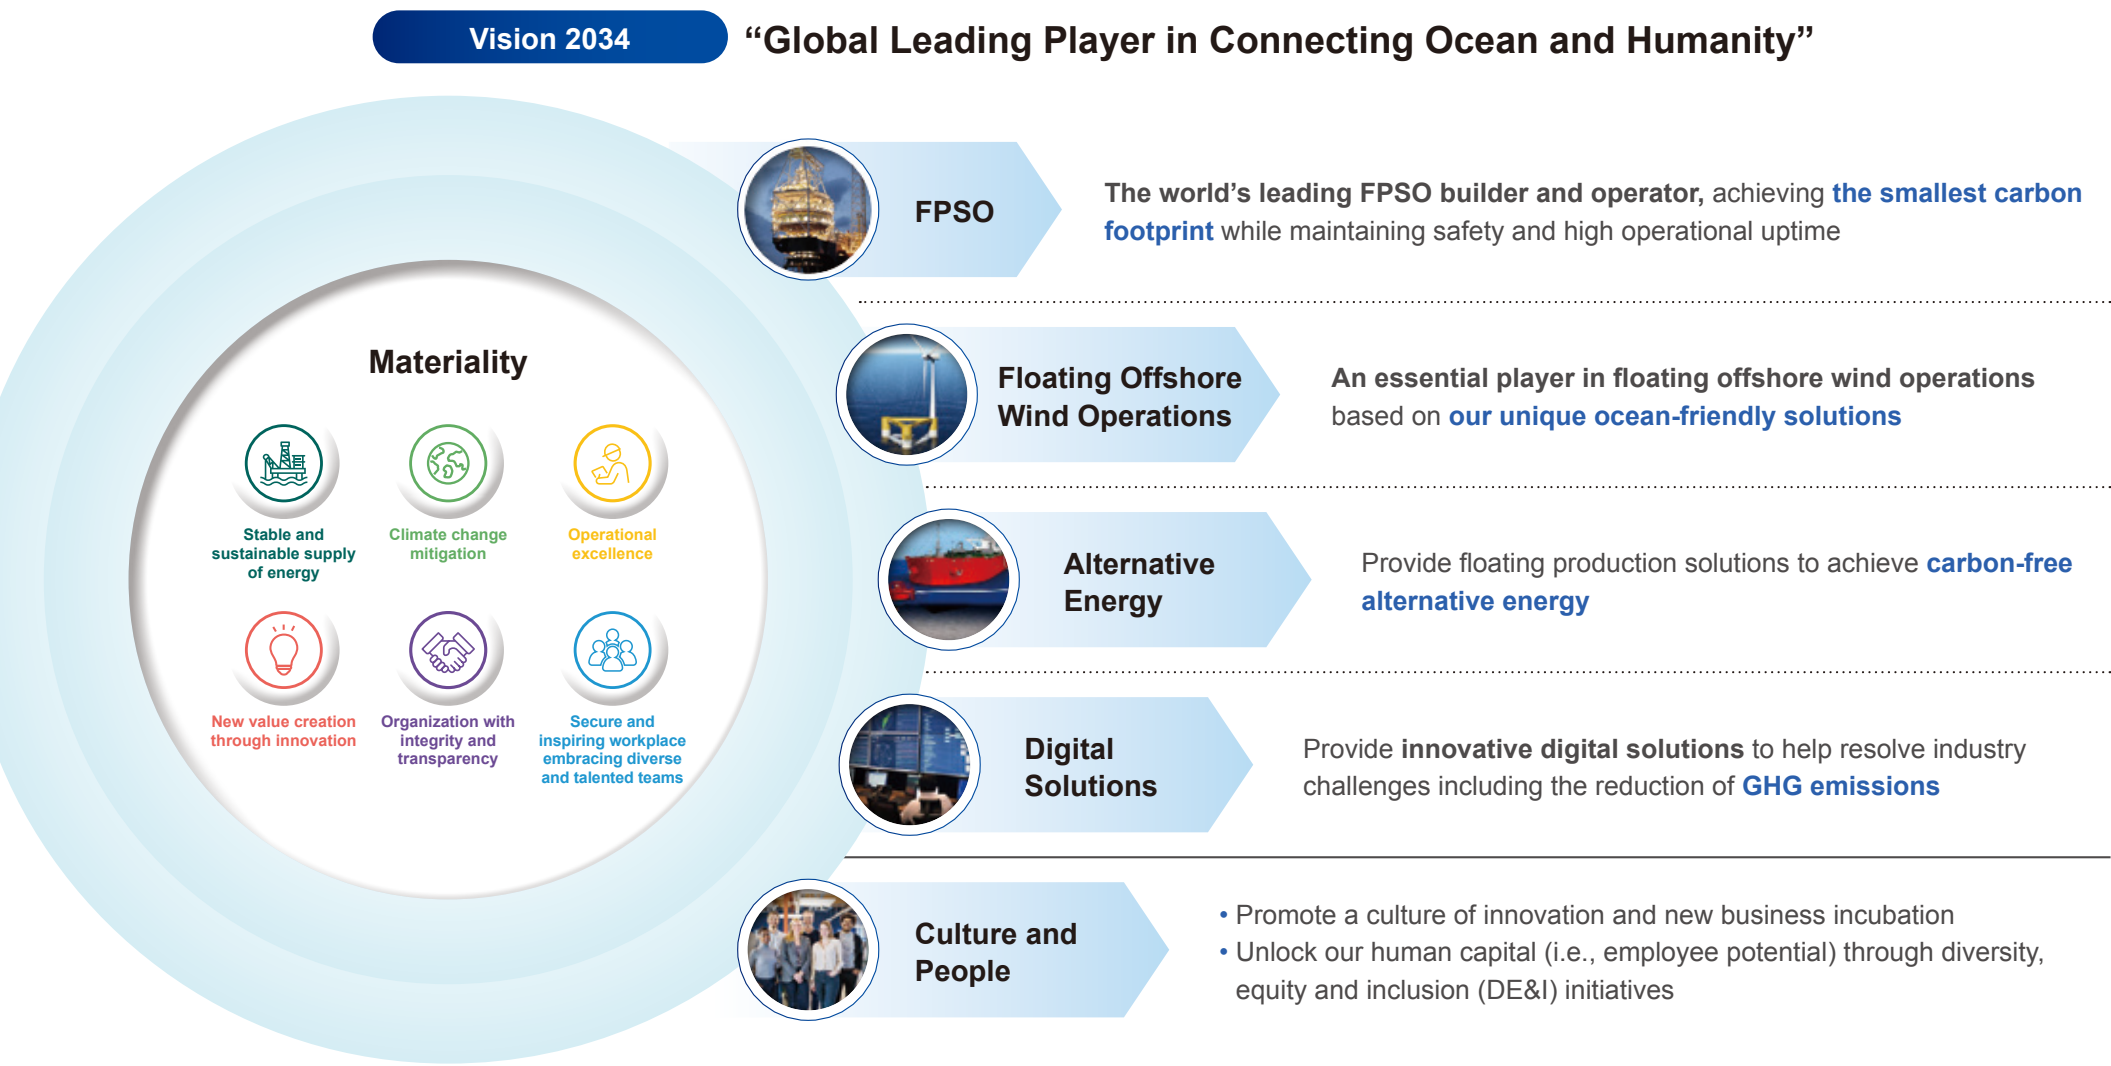 Vision 2034
“Global Leading Player in Connecting Ocean and Humanity”
Materiality
Stable and
sustainable supply
of energy
Climate change
mitigation
Operational
excellence
New value creation
through innovation
Organization with
integrity and
transparency
Secure and
inspiring workplace
embracing diverse
and talented teams
FPSO
The world’s leading FPSO builder and operator, achieving the smallest carbon
footprint while maintaining safety and high operational uptime
Floating Offshore
Wind Operations
An essential player in floating offshore wind operations
based on our unique ocean-friendly solutions
Alternative
Energy
Provide floating production solutions to achieve carbon-free
alternative energy
Digital
Solutions
Provide innovative digital solutions to help resolve industry
challenges including the reduction of GHG emissions
Culture and
People
• Promote a culture of innovation and new business incubation
• Unlock our human capital (i.e., employee potential) through diversity,
equity and inclusion (DE&I) initiatives